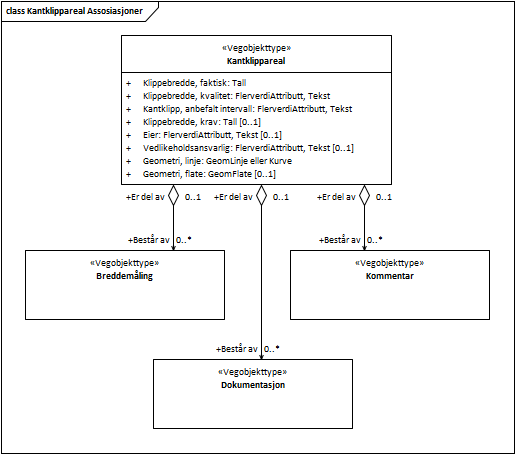 class Kantklippareal Assosiasjoner
«Vegobjekttype»
Kantklippareal
+ Klippebredde, faktisk: Tall
+ Klippebredde, kvalitet: FlerverdiAttributt, Tekst
+ Kantklipp, anbefalt intervall: FlerverdiAttributt, Tekst
+ Klippebredde, krav: Tall [0..1]
+ Eier: FlerverdiAttributt, Tekst [0..1]
+ Vedlikeholdsansvarlig: FlerverdiAttributt, Tekst [0..1]
+ Geometri, linje: GeomLinje eller Kurve
+ Geometri, flate: GeomFlate [0..1]
+Er del av 0..1 +Er del av 0..1 +Er del av 0..1
+Består av 0..* +Består av 0..*
«Vegobjekttype» «Vegobjekttype»
Breddemåling Kommentar
+Består av 0..*
«Vegobjekttype»
Dokumentasjon